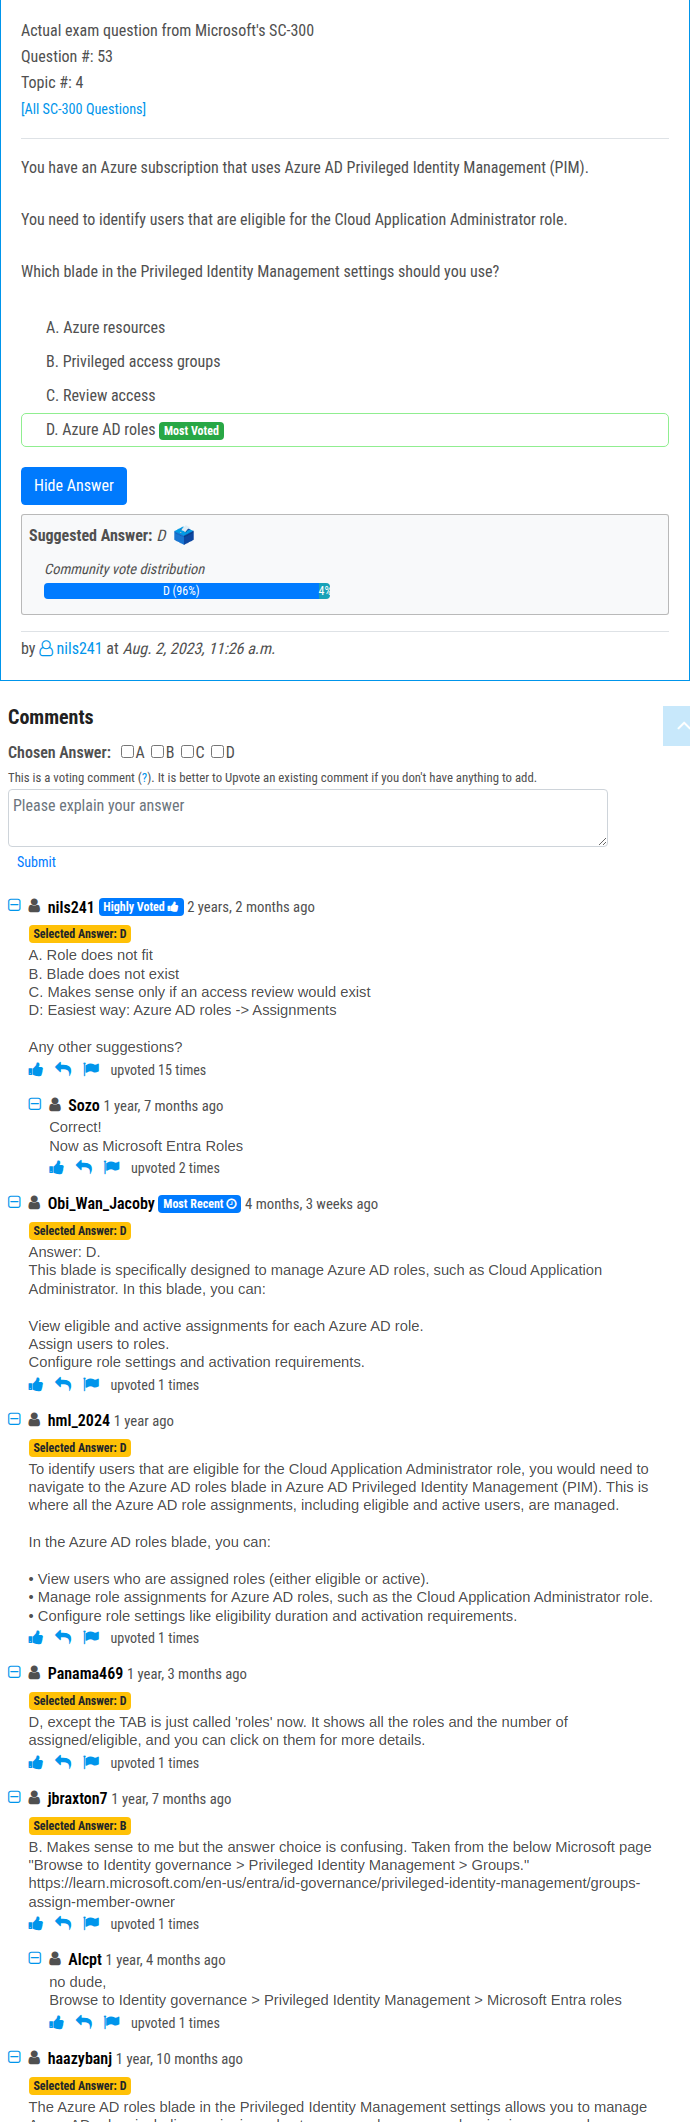 Actual exam question from Microsoft's SC-300
Question #: 53
Topic #: 4
[All SC-300 Questions]
You have an Azure subscription that uses Azure AD Privileged Identity Management (PIM).
You need to identify users that are eligible for the Cloud Application Administrator role.
Which blade in the Privileged Identity Management settings should you use?
A. Azure resources
B. Privileged access groups
C. Review access
D. Azure AD roles Most Voted
Hide Answer
Suggested Answer: D
Community vote distribution
D (96%) 4%
by nils241 at Aug. 2, 2023, 11:26 a.m.
Comments
Chosen Answer: A B C D
This is a voting comment (?). It is better to Upvote an existing comment if you don't have anything to add.
Please explain your answer
Submit
nils241 Highly Voted 2 years, 2 months ago
Selected Answer: D
A. Role does not fit
B. Blade does not exist
C. Makes sense only if an access review would exist
D: Easiest way: Azure AD roles -> Assignments
Any other suggestions?
upvoted 15 times
Sozo 1 year, 7 months ago
Correct!
Now as Microsoft Entra Roles
upvoted 2 times
Obi_Wan_Jacoby Most Recent 4 months, 3 weeks ago
Selected Answer: D
Answer: D.
This blade is specifically designed to manage Azure AD roles, such as Cloud Application
Administrator. In this blade, you can:
View eligible and active assignments for each Azure AD role.
Assign users to roles.
Configure role settings and activation requirements.
upvoted 1 times
hml_2024 1 year ago
Selected Answer: D
To identify users that are eligible for the Cloud Application Administrator role, you would need to
navigate to the Azure AD roles blade in Azure AD Privileged Identity Management (PIM). This is
where all the Azure AD role assignments, including eligible and active users, are managed.
In the Azure AD roles blade, you can:
• View users who are assigned roles (either eligible or active).
• Manage role assignments for Azure AD roles, such as the Cloud Application Administrator role.
• Configure role settings like eligibility duration and activation requirements.
upvoted 1 times
Panama469 1 year, 3 months ago
Selected Answer: D
D, except the TAB is just called 'roles' now. It shows all the roles and the number of
assigned/eligible, and you can click on them for more details.
upvoted 1 times
jbraxton7 1 year, 7 months ago
Selected Answer: B
B. Makes sense to me but the answer choice is confusing. Taken from the below Microsoft page
"Browse to Identity governance > Privileged Identity Management > Groups."
https://learn.microsoft.com/en-us/entra/id-governance/privileged-identity-management/groups-
assign-member-owner
upvoted 1 times
Alcpt 1 year, 4 months ago
no dude,
Browse to Identity governance > Privileged Identity Management > Microsoft Entra roles
upvoted 1 times
haazybanj 1 year, 10 months ago
Selected Answer: D
The Azure AD roles blade in the Privileged Identity Management settings allows you to manage